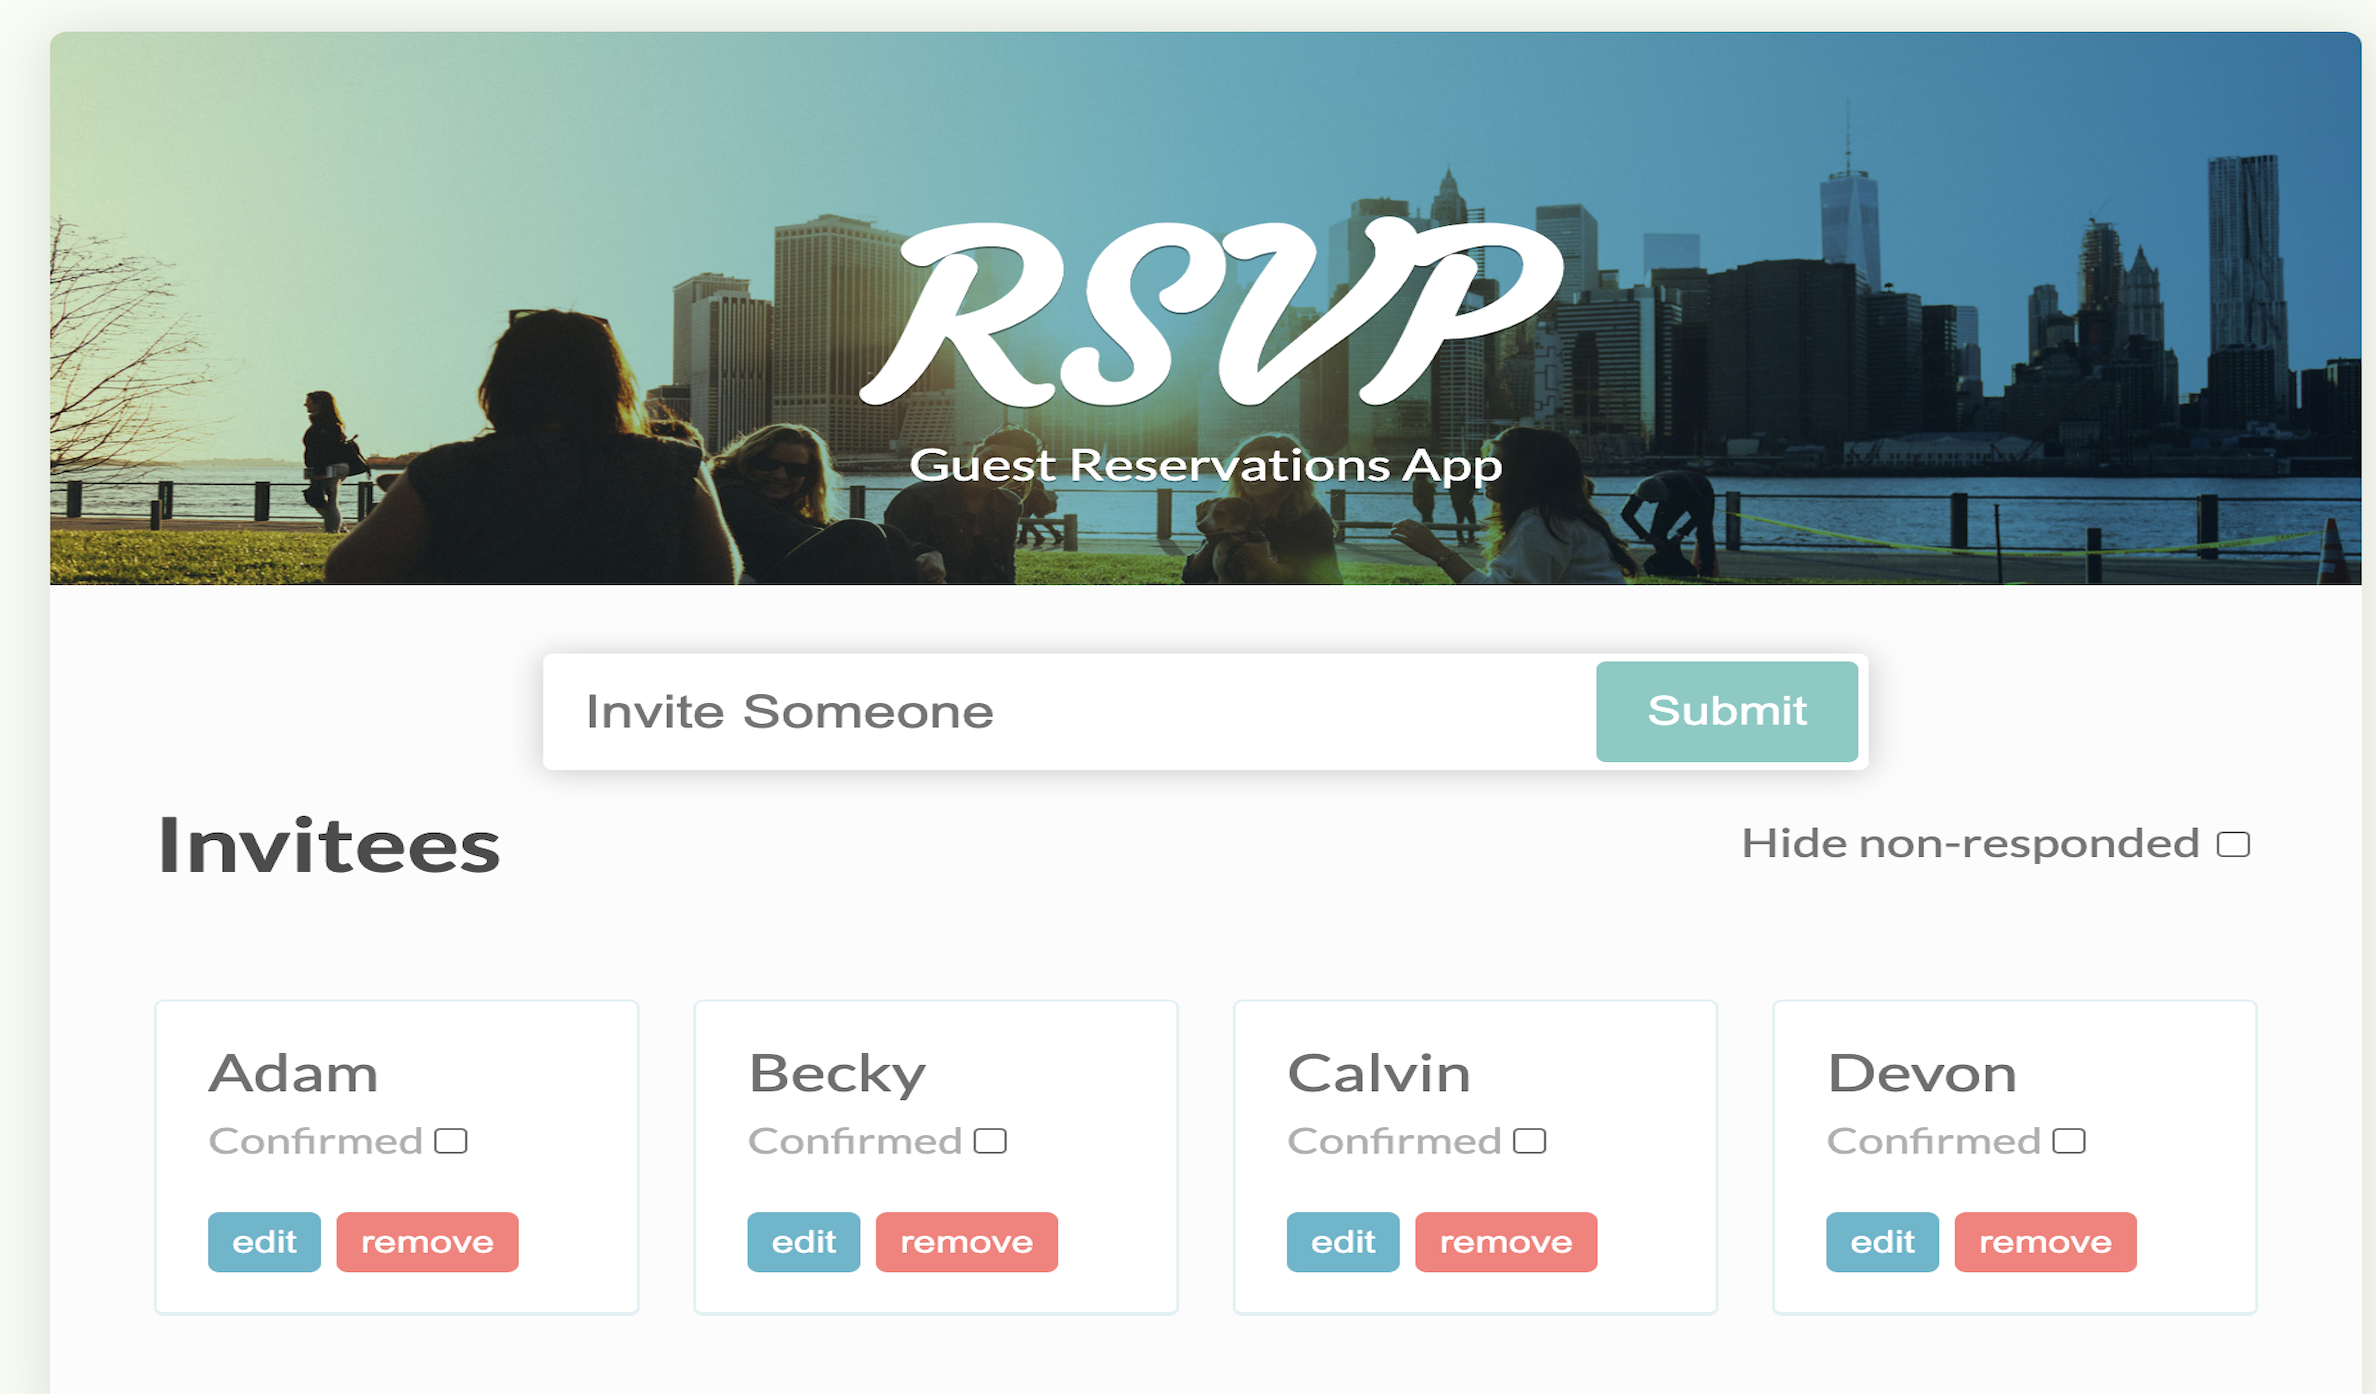 RSVP
Guest Reservations App
Invite Someone
Submit
Invitees
Hide non-responded
Adam
Confirmed
edit
remove
Becky
Confirmed
edit
remove
Calvin
Confirmed
edit
remove
Devon
Confirmed
edit
remove